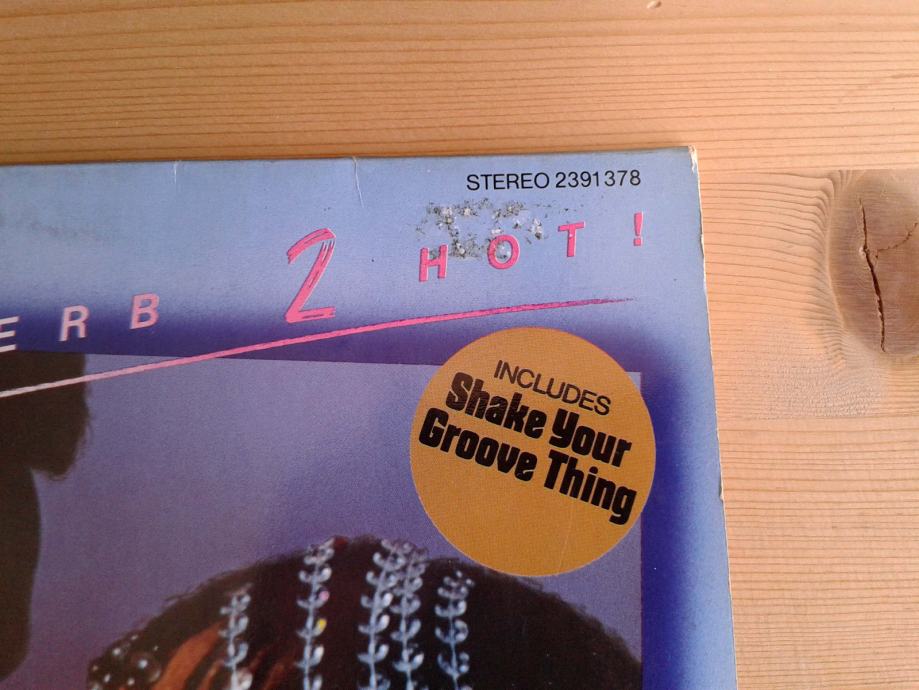 STEREO 2391378
ERB 2 HOT!
INCLUDES
Shake Your
Groove Thing